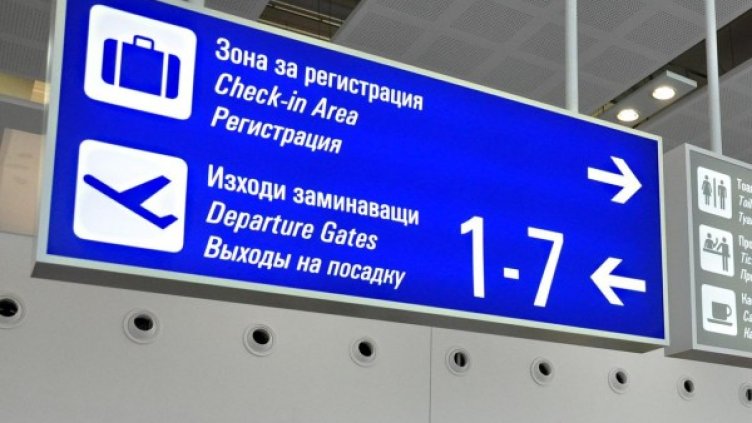 Зона за регистрация
Check-in Area
Регистрация
Изходи заминаващи
Departure Gates
Выходы на посадку
1-7